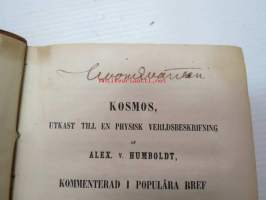 KOSMOS,
UTKAST TILL EN PHYSISK VERLDSBESKRIFNING
AF
ALEX. V. HUMBOLDT,
KOMMENTERAD I POPULÄRA BREF